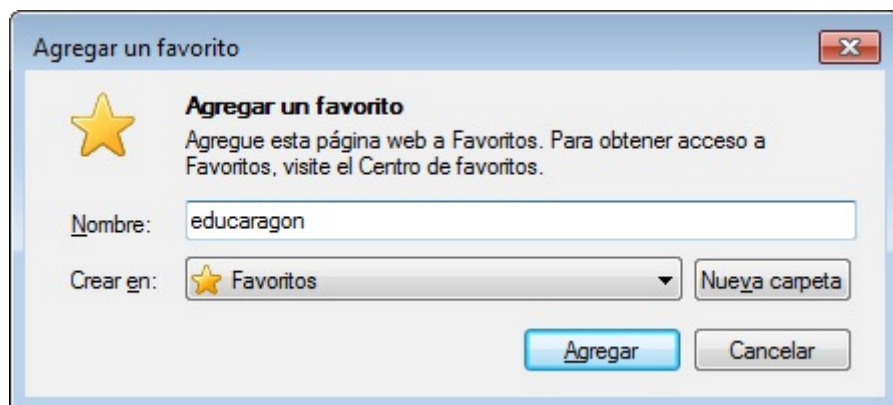 Agregar un favorito
Agregar un favorito
Agregue esta página web a Favoritos. Para obtener acceso a
Favoritos, visite el Centro de favoritos.
Nombre: educaragon
Crear en: Favoritos Nueva carpeta
Agregar Cancelar